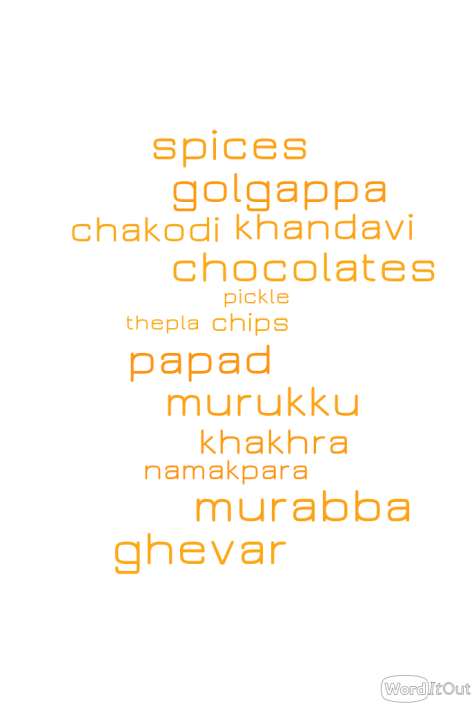 spices
golgappa
chakodi khandavi
chocolates
pickle
thepla chips
papad
murukku
khakhra
namakpara
murabba
ghevar
WordItOut